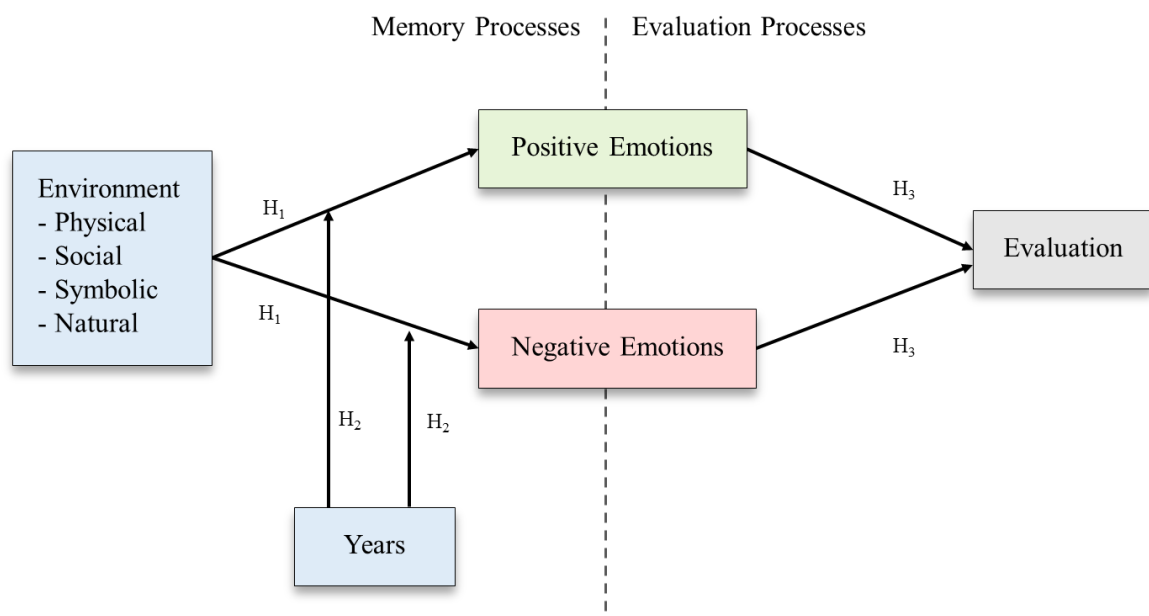 Memory Processes
Evaluation Processes
Positive Emotions
Environment
- Physical
- Social
- Symbolic
- Natural
H₁
H₃
Evaluation
H₁
Negative Emotions
H₃
H₂
H₂
Years